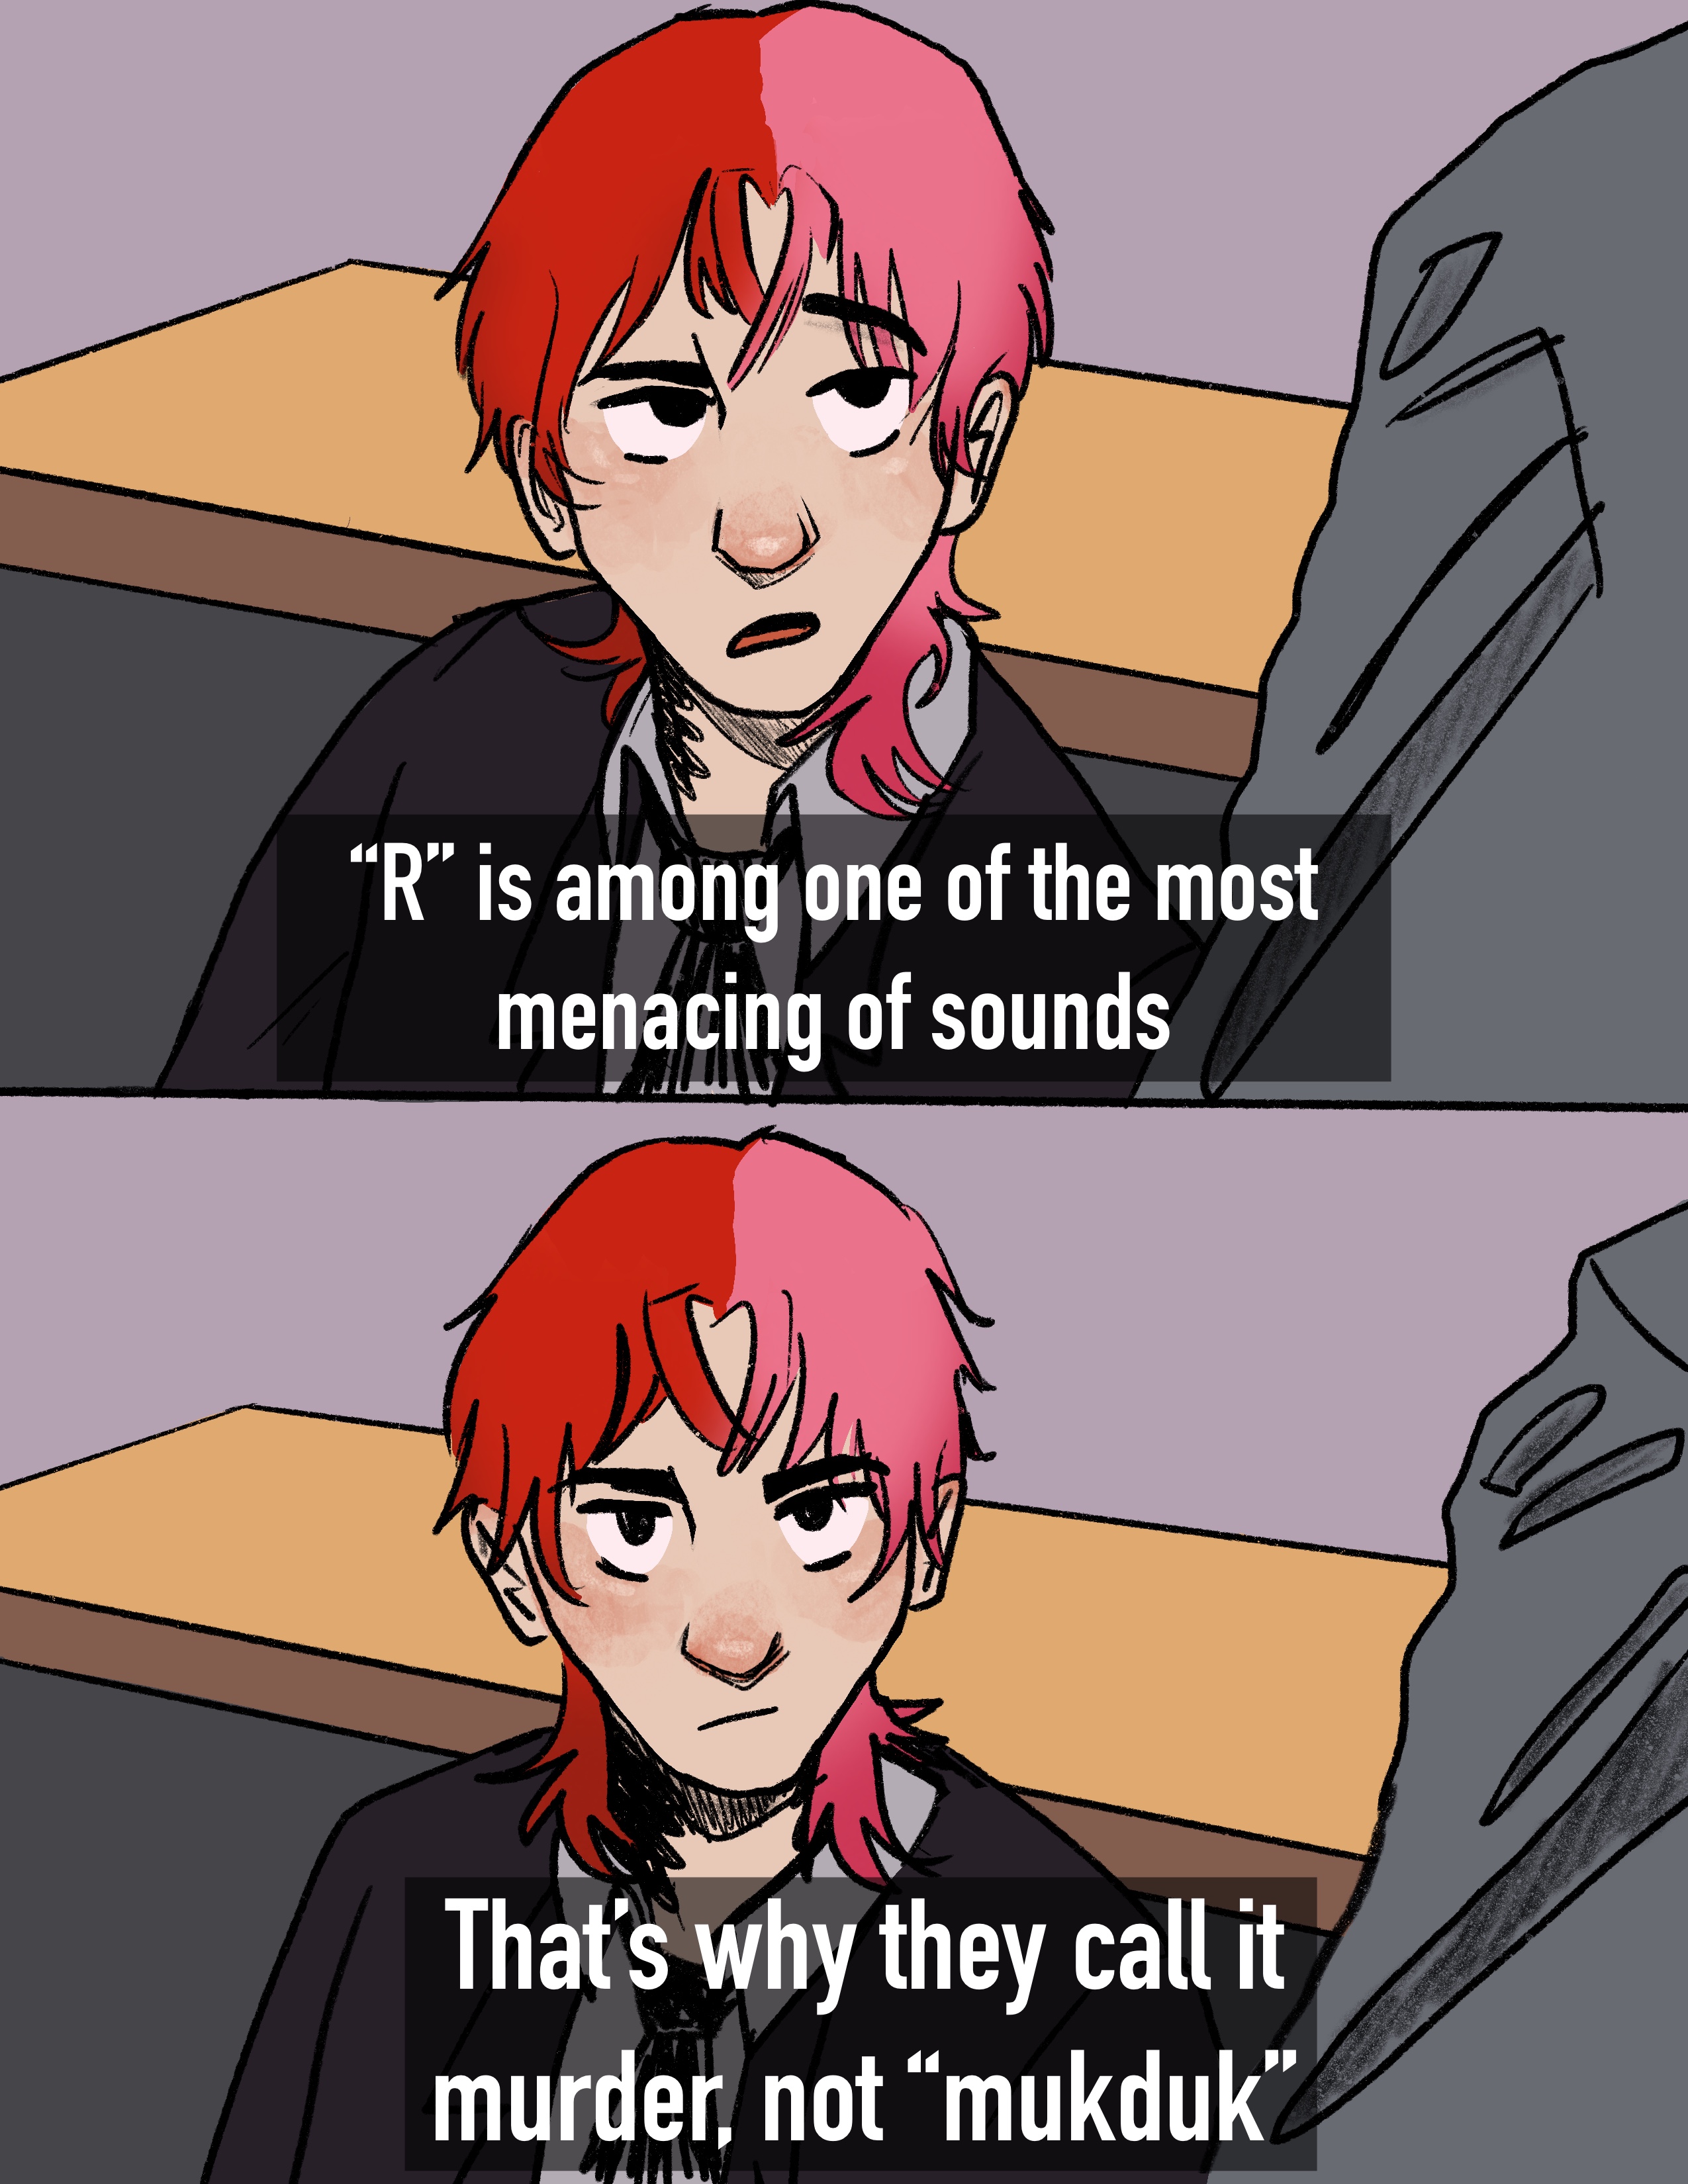 “R” is among one of the most
menacing of sounds
That’s why they call it
murder, not “mukduk”